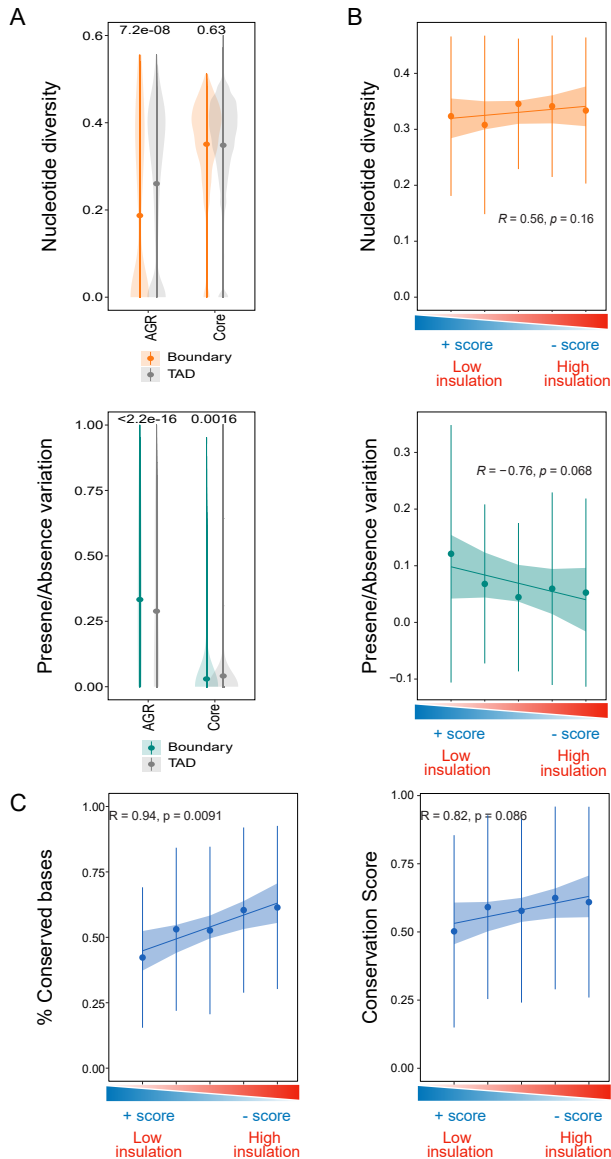 A
Nucleotide diversity
7.2e-08 0.63
0.6
0.4
0.2
0.0
AGR
Core
Boundary
TAD
B
Nucleotide diversity
0.4
0.3
0.2
0.1
0.0
R = 0.56, p = 0.16
+ score
- score
Low
insulation
High
insulation
Presene/Absence variation
<2.2e-16 0.0016
1.00
0.75
0.50
0.25
0.00
AGR
Core
Boundary
TAD
Presene/Absence variation
0.3
0.2
0.1
0.0
−0.1
R = −0.76, p = 0.068
+ score
- score
Low
insulation
High
insulation
C
% Conserved bases
1.00
0.75
0.50
0.25
0.00
R = 0.94, p = 0.0091
+ score
- score
Low
insulation
High
insulation
Conservation Score
1.00
0.75
0.50
0.25
0.00
R = 0.82, p = 0.086
+ score
- score
Low
insulation
High
insulation